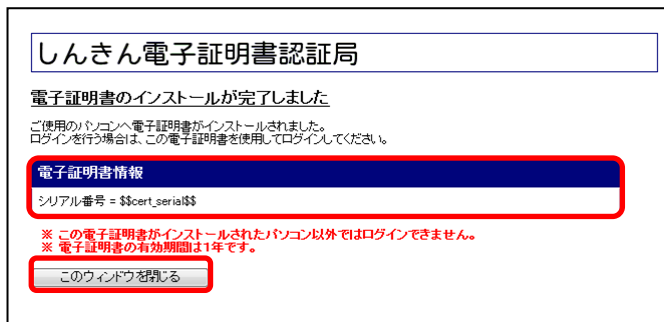 しんきん電子証明書認証局
電子証明書のインストールが完了しました
ご使用のパソコンへ電子証明書がインストールされました。
ログインを行う場合は、この電子証明書を使用してログインしてください。
電子証明書情報
シリアル番号 = $$cert_serial$$
※ この電子証明書がインストールされたパソコン以外ではログインできません。
※ 電子証明書の有効期間は1年です。
このウィンドウを閉じる